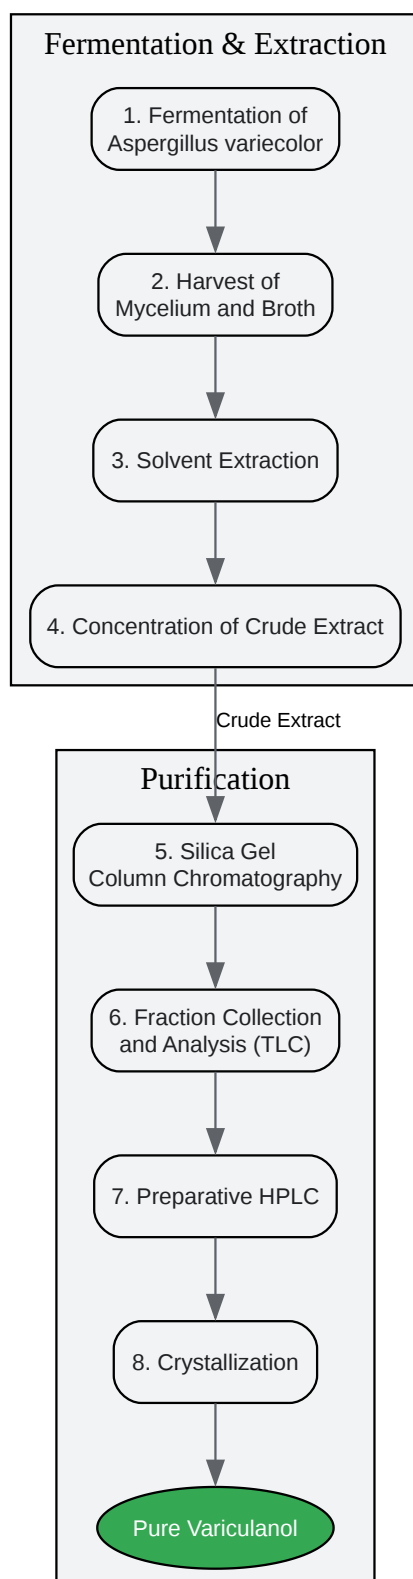 Fermentation & Extraction
1. Fermentation of
Aspergillus variecolor
2. Harvest of
Mycelium and Broth
3. Solvent Extraction
4. Concentration of Crude Extract
Crude Extract
Purification
5. Silica Gel
Column Chromatography
6. Fraction Collection
and Analysis (TLC)
7. Preparative HPLC
8. Crystallization
Pure Variculanol